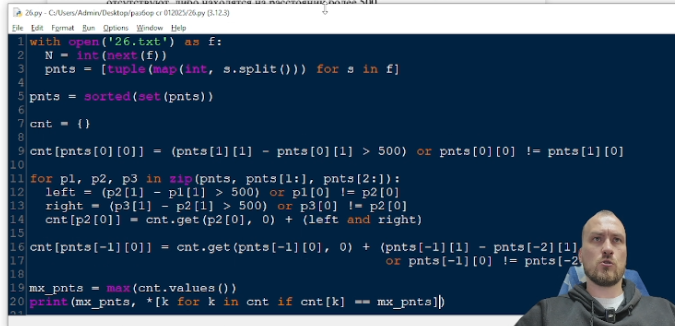 отсутствуют, либо находятся на расстоянии более 500
26.py - C:/Users/Admin/Desktop/разбор cr 012025/26.py (3.12.3)
File Edit Format Run Options Window Help
1 with open('26.txt') as f:
2 N = int(next(f))
3 pnts = [tuple(map(int, s.split())) for s in f]
4
5 pnts = sorted(set(pnts))
6
7 cnt = {}
8
9 cnt[pnts[0][0]] = (pnts[1][1] - pnts[0][1] > 500) or pnts[0][0] != pnts[1][0]
10
11 for p1, p2, p3 in zip(pnts, pnts[1:], pnts[2:]):
12 left = (p2[1] - p1[1] > 500) or p1[0] != p2[0]
13 right = (p3[1] - p2[1] > 500) or p3[0] != p2[0]
14 cnt[p2[0]] = cnt.get(p2[0], 0) + (left and right)
15
16 cnt[pnts[-1][0]] = cnt.get(pnts[-1][0], 0) + (pnts[-1][1] - pnts[-2][1]
17 or pnts[-1][0] != pnts[-2
18
19 mx_pnts = max(cnt.values())
20 print(mx_pnts, *[k for k in cnt if cnt[k] == mx_pnts])